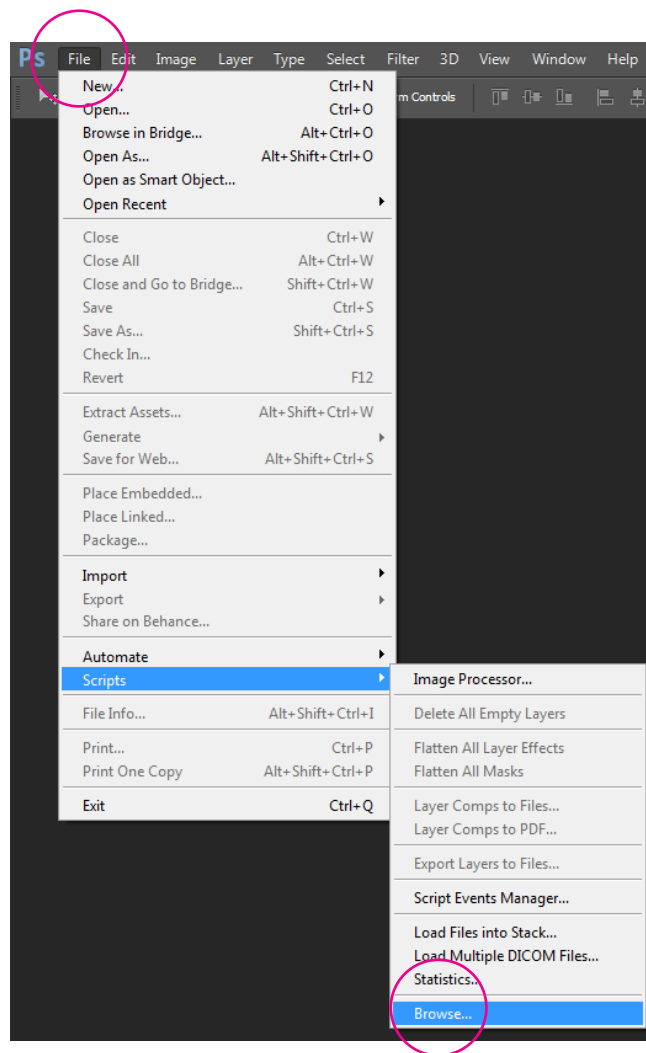 Ps File Edit Image Layer Type Select Filter 3D View Window Help
New... Ctrl+N
rm Controls
Open... Ctrl+O
Browse in Bridge... Alt+Ctrl+O
Open As... Alt+Shift+Ctrl+O
Open as Smart Object...
Open Recent
Close Ctrl+W
Close All Alt+Ctrl+W
Close and Go to Bridge... Shift+Ctrl+W
Save Ctrl+S
Save As... Shift+Ctrl+S
Check In...
Revert F12
Extract Assets... Alt+Shift+Ctrl+W
Generate
Save for Web... Alt+Shift+Ctrl+S
Place Embedded...
Place Linked...
Package...
Import
Export
Share on Behance...
Automate
Scripts
File Info... Alt+Shift+Ctrl+I
Print... Ctrl+P
Print One Copy Alt+Shift+Ctrl+P
Exit Ctrl+Q
Image Processor...
Delete All Empty Layers
Flatten All Layer Effects
Flatten All Masks
Layer Comps to Files...
Layer Comps to PDF...
Export Layers to Files...
Script Events Manager...
Load Files into Stack...
Load Multiple DICOM Files...
Statistics...
Browse...